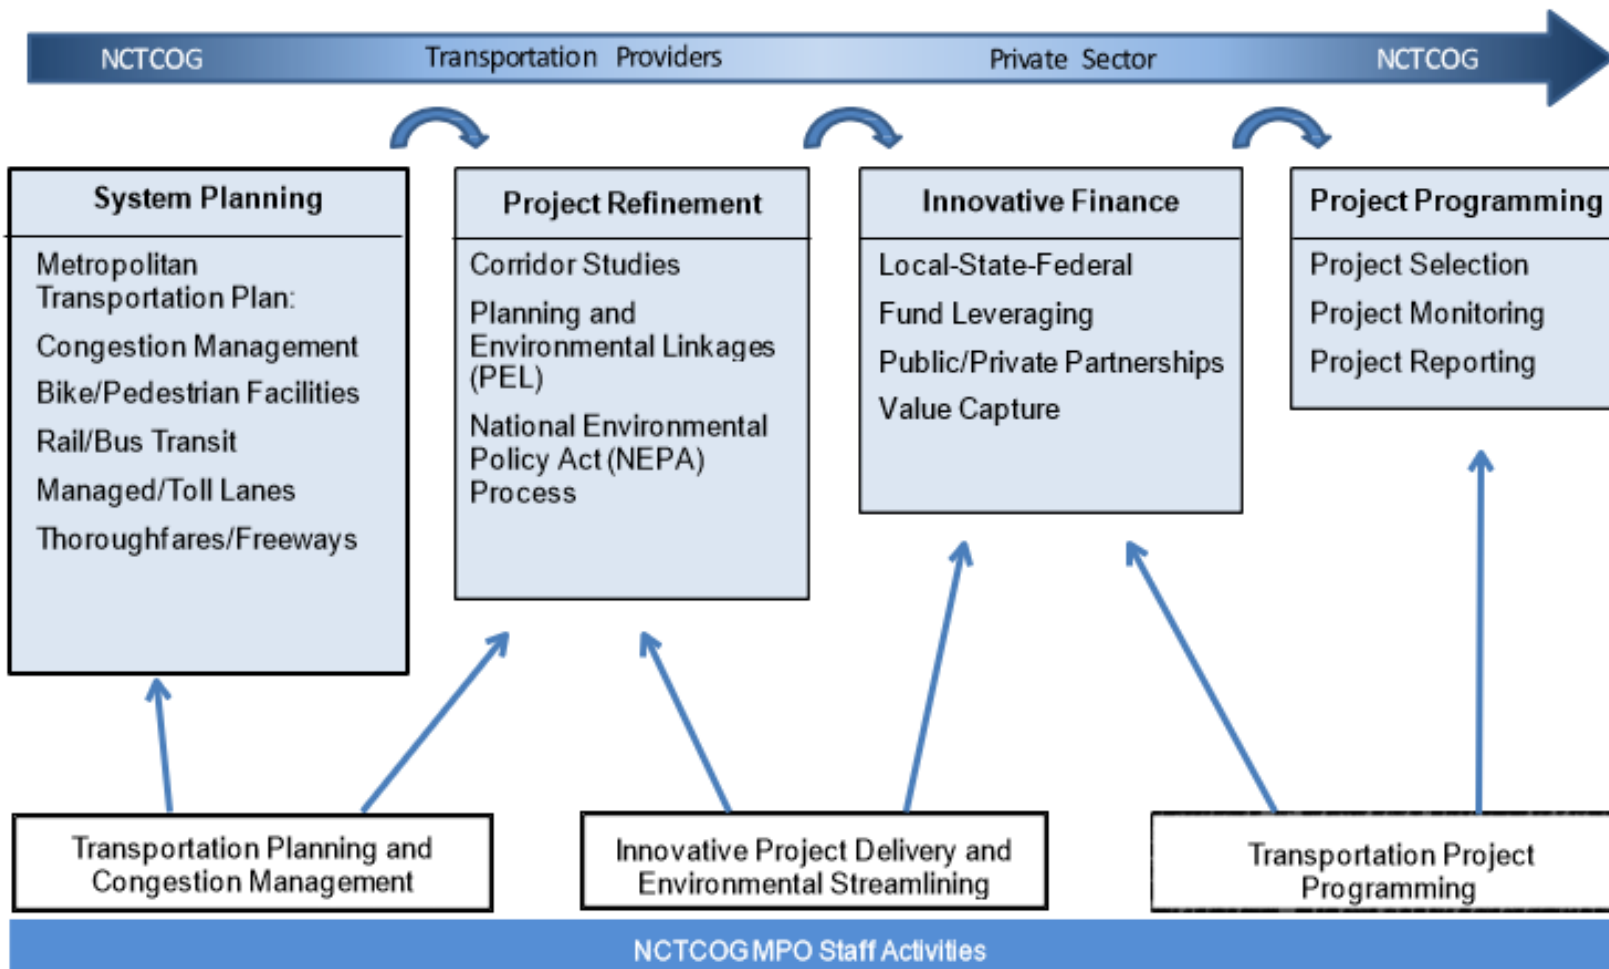 NCTCOG
Transportation Providers
Private Sector
NCTCOG
System Planning
Metropolitan
Transportation Plan:
Congestion Management
Bike/Pedestrian Facilities
Rail/Bus Transit
Managed/Toll Lanes
Thoroughfares/Freeways
Project Refinement
Corridor Studies
Planning and
Environmental Linkages
(PEL)
National Environmental
Policy Act (NEPA)
Process
Innovative Finance
Local-State-Federal
Fund Leveraging
Public/Private Partnerships
Value Capture
Project Programming
Project Selection
Project Monitoring
Project Reporting
Transportation Planning and
Congestion Management
Innovative Project Delivery and
Environmental Streamlining
Transportation Project
Programming
NCTCOG MPO Staff Activities